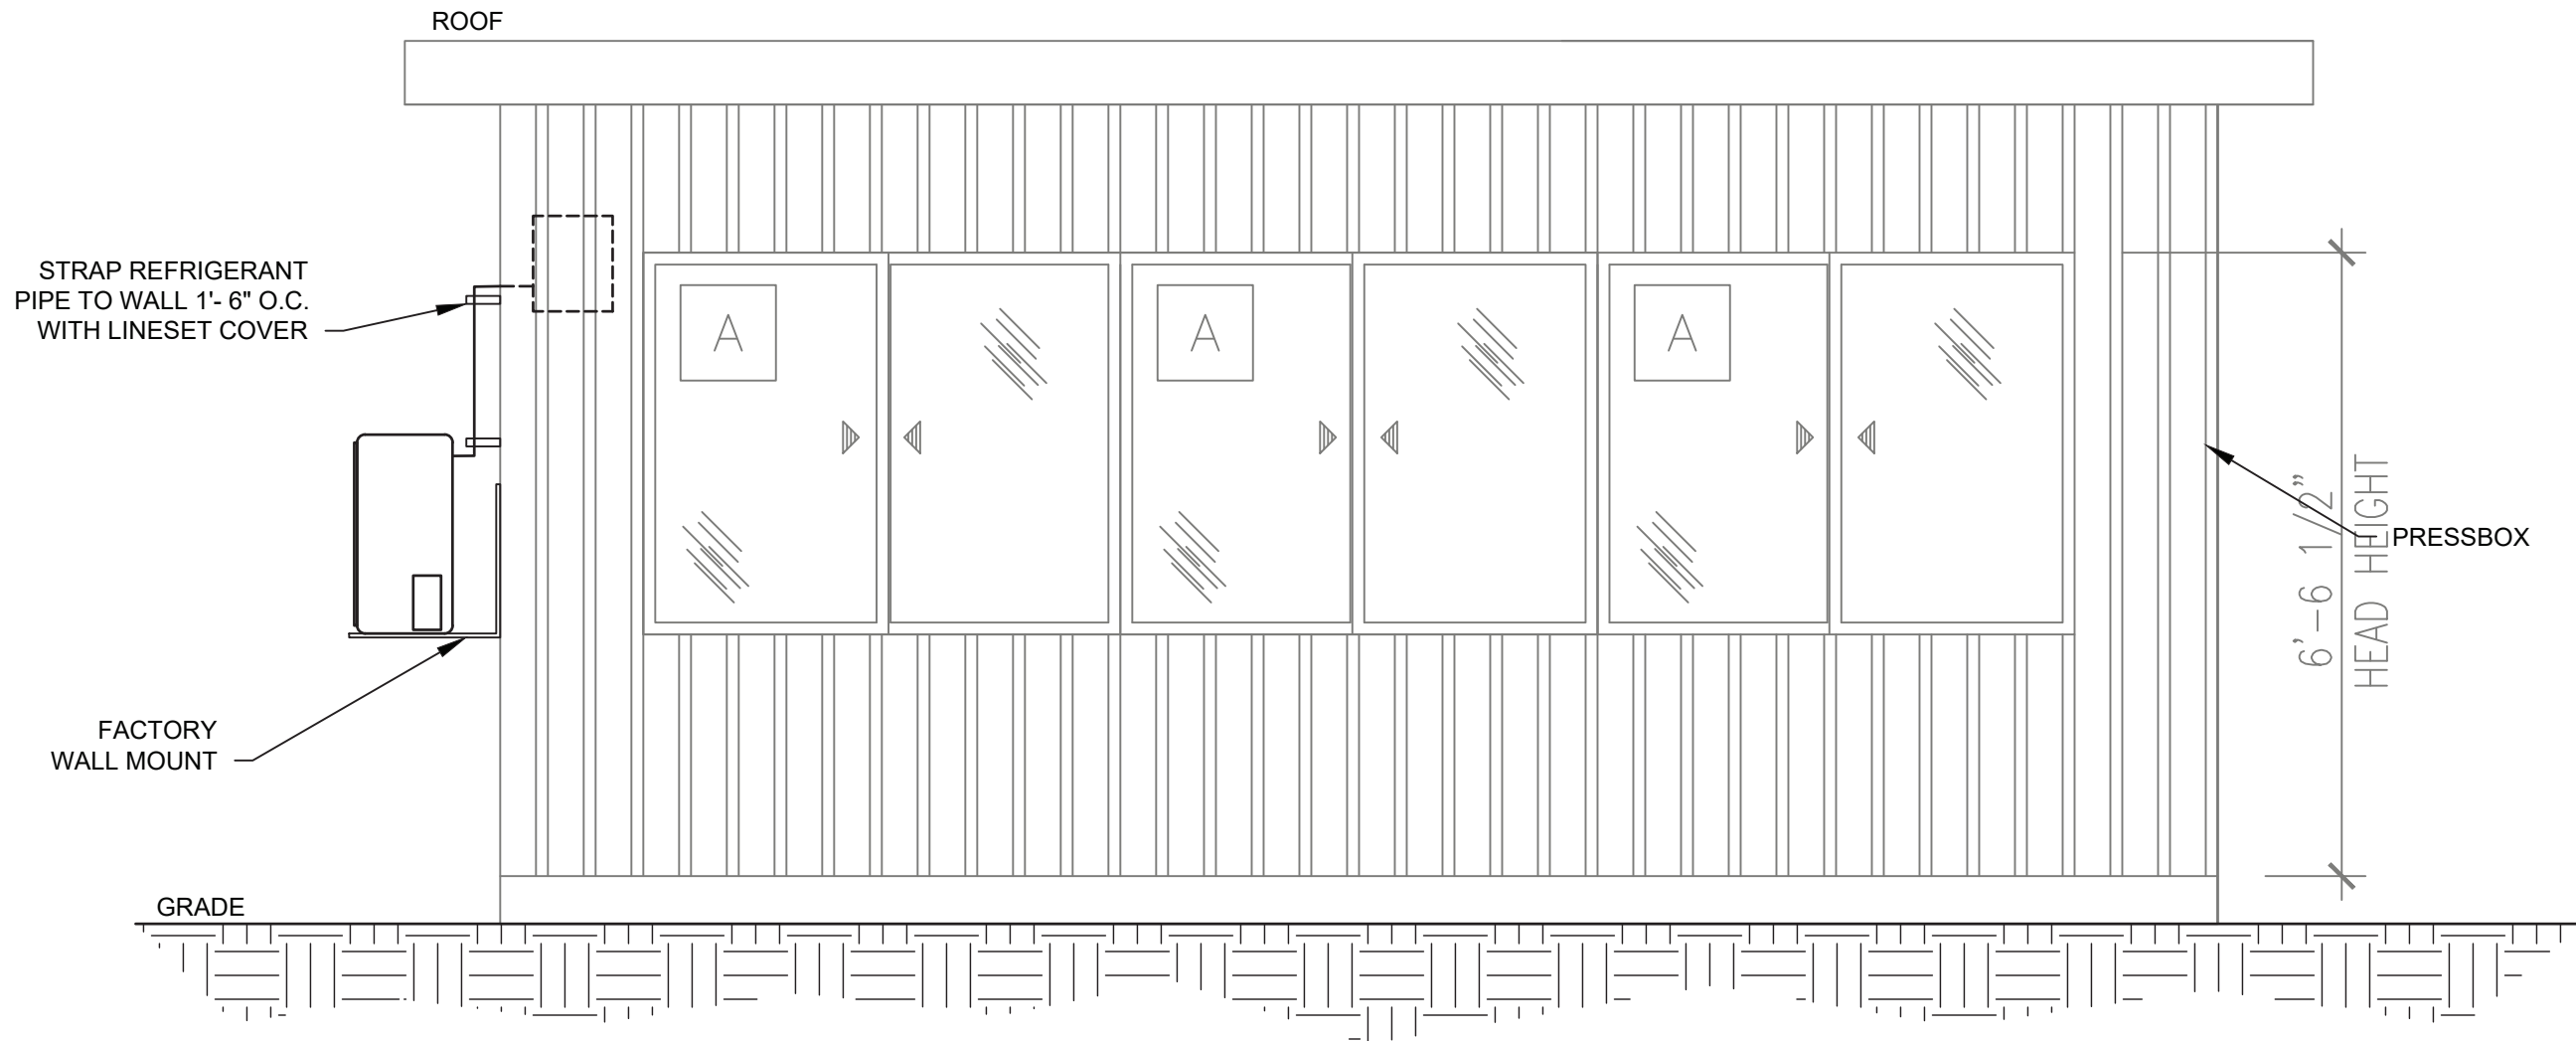 ROOF
STRAP REFRIGERANT
PIPE TO WALL 1'- 6" O.C.
WITH LINESET COVER
A
A
A
6'-6 1/2"
HEAD HEIGHT
PRESSBOX
FACTORY
WALL MOUNT
GRADE